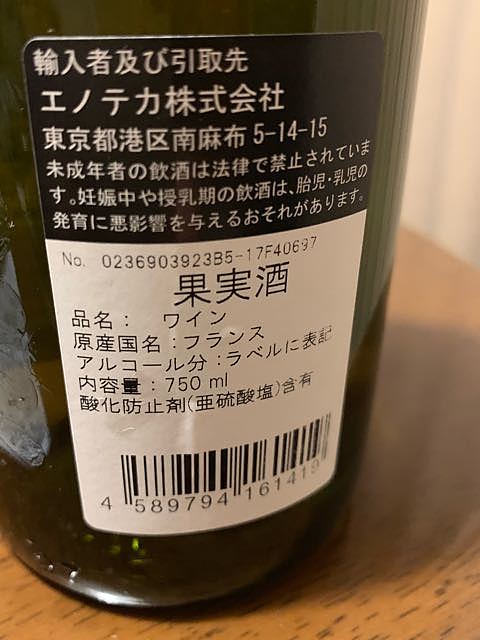 輸入者及び引取先
エノテカ株式会社
東京都港区南麻布 5-14-15
未成年者の飲酒は法律で禁止されていま
す。妊娠中や授乳期の飲酒は、胎児・乳児の
発育に悪影響を与えるおそれがあります。
No. 0236903923B5-17F40697
果実酒
品名： ワイン
原産国名：フランス
アルコール分：ラベルに表記
内容量：750 ml
酸化防止剤(亜硫酸塩)含有
4 589794 161419